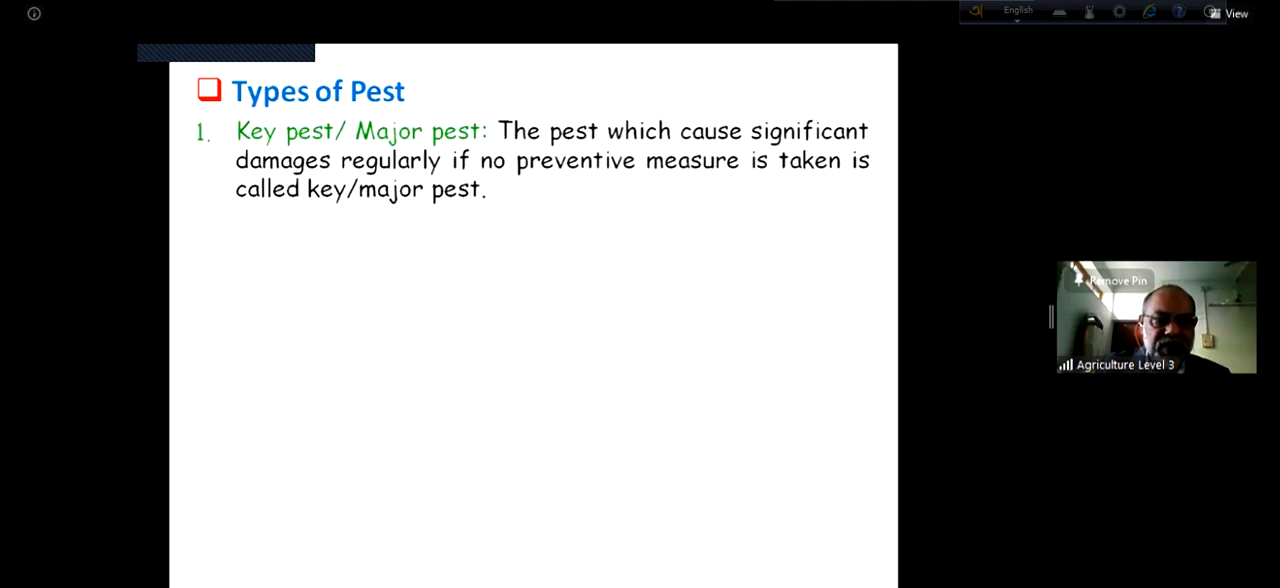 English
View
Types of Pest
1. Key pest/ Major pest: The pest which cause significant
damages regularly if no preventive measure is taken is
called key/major pest.
Remove Pin
Agriculture Level 3